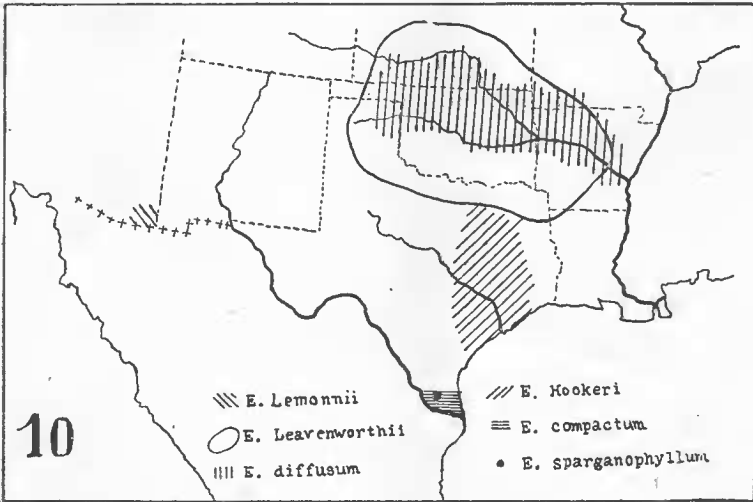 E. Lemonnii
E. Leavenworthii
E. diffusum
E. Hookeri
E. compactum
E. sparganophyllum
10